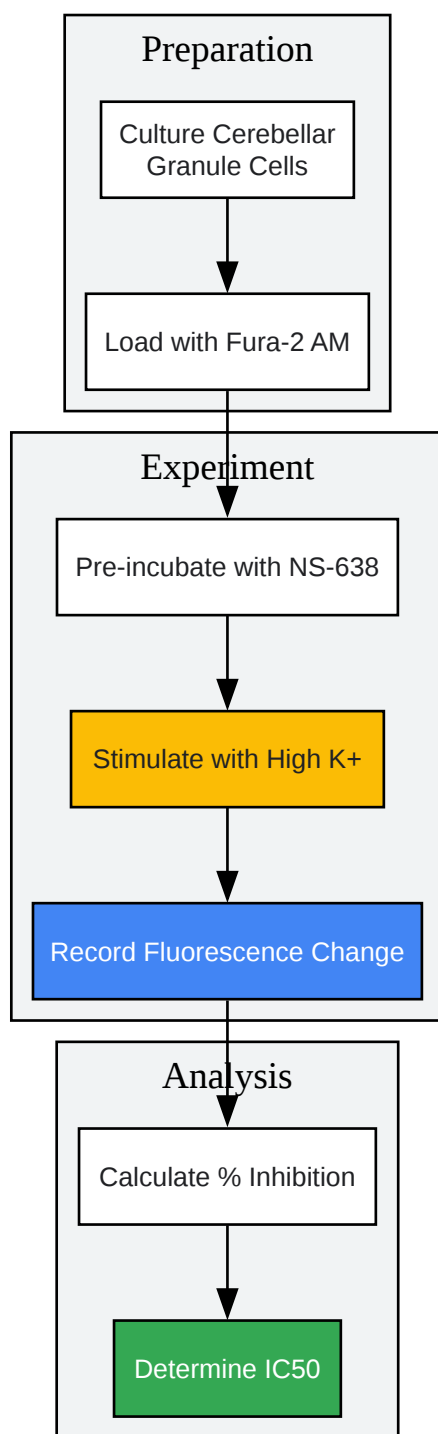 Preparation
Culture Cerebellar
Granule Cells
Load with Fura-2 AM
Experiment
Pre-incubate with NS-638
Stimulate with High K+
Record Fluorescence Change
Analysis
Calculate % Inhibition
Determine IC50